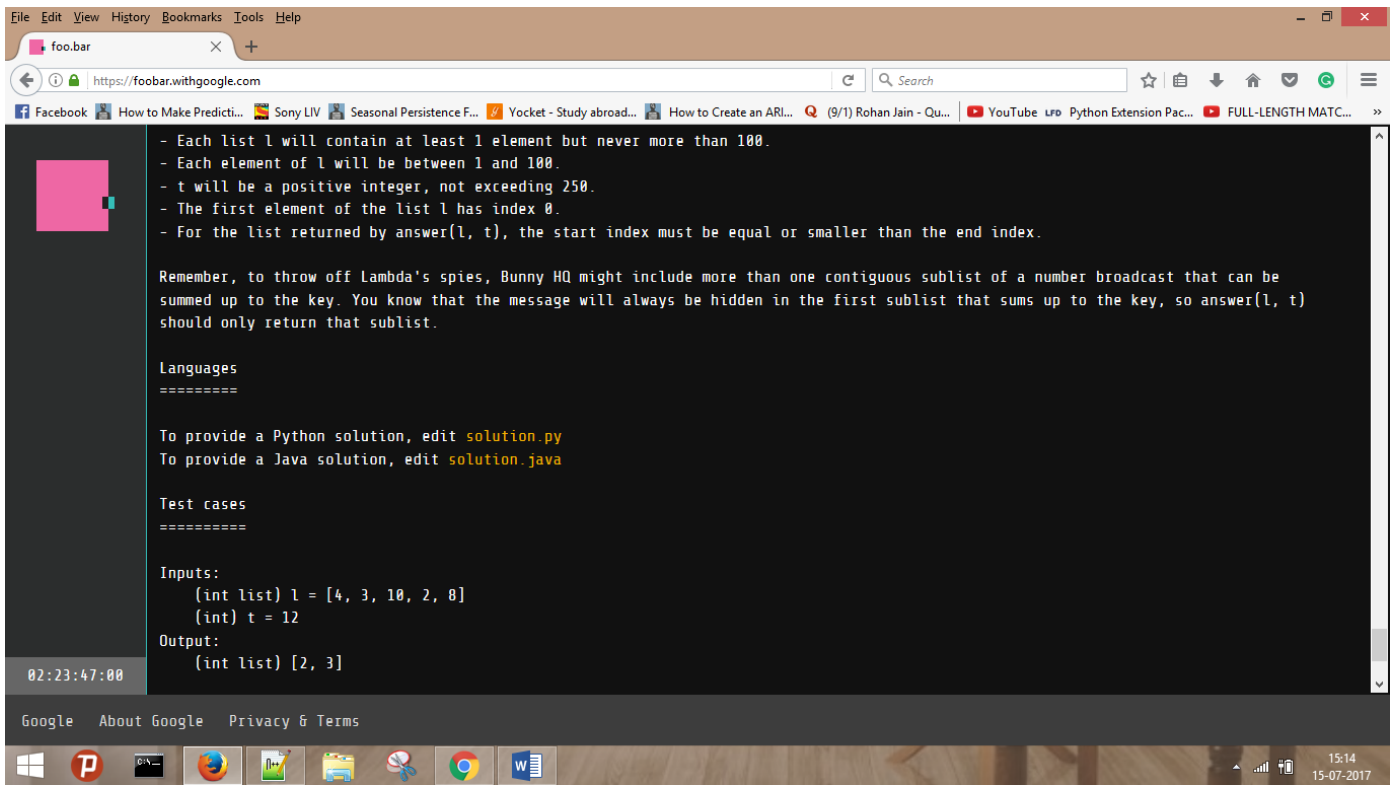 File Edit View History Bookmarks Tools Help
foo.bar
https://foobar.withgoogle.com
Search
Facebook How to Make Predicti... Sony LIV Seasonal Persistence F... Yocket - Study abroad... How to Create an ARI... (9/1) Rohan Jain - Qu... YouTube LFD Python Extension Pac... FULL-LENGTH MATC... »
- Each list l will contain at least 1 element but never more than 100.
- Each element of l will be between 1 and 100.
- t will be a positive integer, not exceeding 250.
- The first element of the list l has index 0.
- For the list returned by answer(l, t), the start index must be equal or smaller than the end index.
Remember, to throw off Lambda's spies, Bunny HQ might include more than one contiguous sublist of a number broadcast that can be
summed up to the key. You know that the message will always be hidden in the first sublist that sums up to the key, so answer(l, t)
should only return that sublist.
Languages
=========
To provide a Python solution, edit solution.py
To provide a Java solution, edit solution.java
Test cases
==========
Inputs:
(int list) l = [4, 3, 10, 2, 8]
(int) t = 12
Output:
(int list) [2, 3]
02:23:47:00
Google About Google Privacy & Terms
15:14
15-07-2017